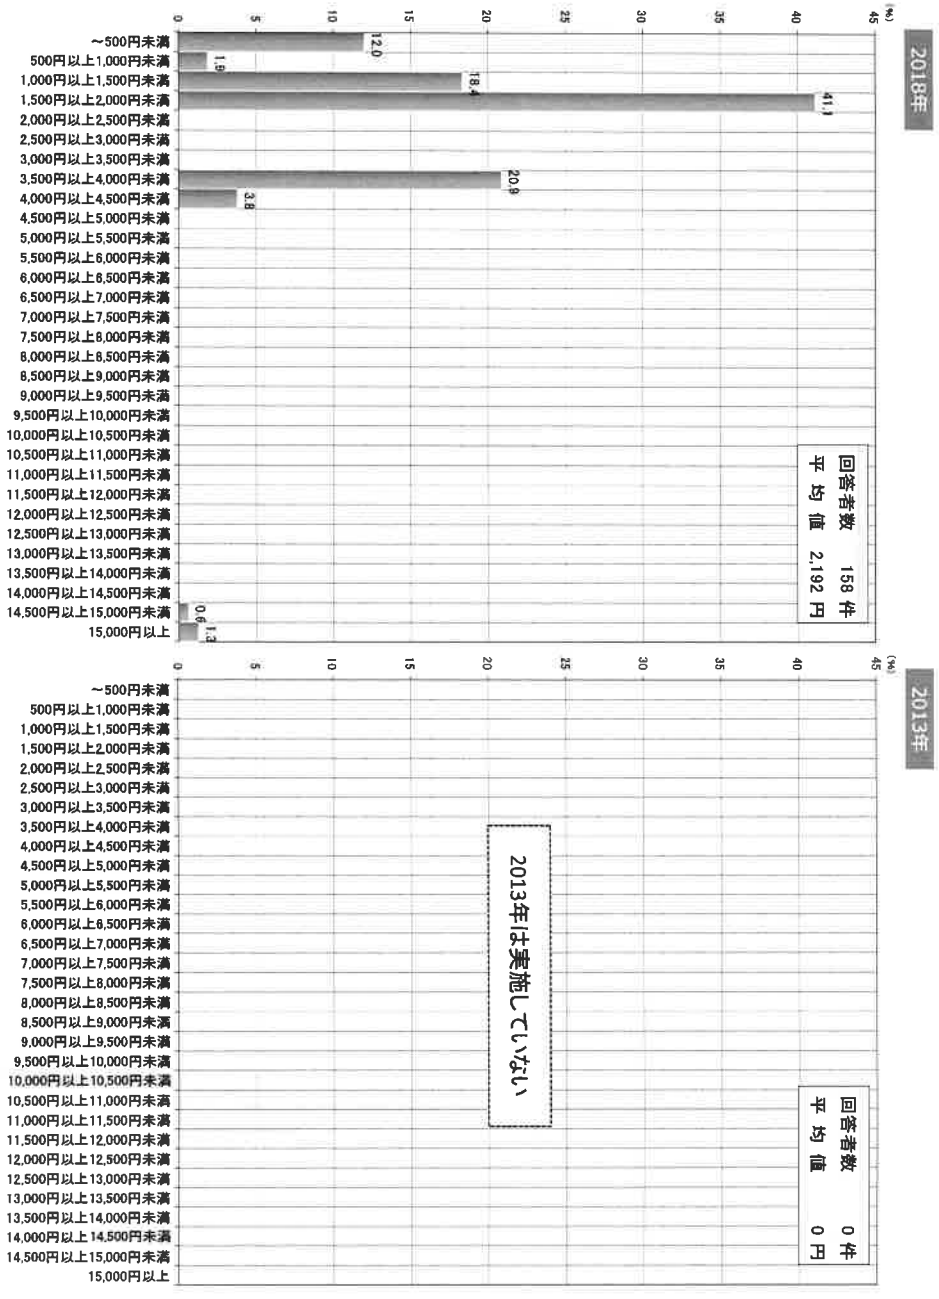 2018年
(%)
45
40
35
30
25
20
15
10
5
0
12.0
1.9
18.4
41.1
20.9
3.8
0.6
1.3
回答者数 158 件
平均値 2,192 円
～500円未満
500円以上1,000円未満
1,000円以上1,500円未満
1,500円以上2,000円未満
2,000円以上2,500円未満
2,500円以上3,000円未満
3,000円以上3,500円未満
3,500円以上4,000円未満
4,000円以上4,500円未満
4,500円以上5,000円未満
5,000円以上5,500円未満
5,500円以上6,000円未満
6,000円以上6,500円未満
6,500円以上7,000円未満
7,000円以上7,500円未満
7,500円以上8,000円未満
8,000円以上8,500円未満
8,500円以上9,000円未満
9,000円以上9,500円未満
9,500円以上10,000円未満
10,000円以上10,500円未満
10,500円以上11,000円未満
11,000円以上11,500円未満
11,500円以上12,000円未満
12,000円以上12,500円未満
12,500円以上13,000円未満
13,000円以上13,500円未満
13,500円以上14,000円未満
14,000円以上14,500円未満
14,500円以上15,000円未満
15,000円以上
2013年
(%)
45
40
35
30
25
20
15
10
5
0
回答者数 0 件
平均値 0 円
2013年は実施していない
～500円未満
500円以上1,000円未満
1,000円以上1,500円未満
1,500円以上2,000円未満
2,000円以上2,500円未満
2,500円以上3,000円未満
3,000円以上3,500円未満
3,500円以上4,000円未満
4,000円以上4,500円未満
4,500円以上5,000円未満
5,000円以上5,500円未満
5,500円以上6,000円未満
6,000円以上6,500円未満
6,500円以上7,000円未満
7,000円以上7,500円未満
7,500円以上8,000円未満
8,000円以上8,500円未満
8,500円以上9,000円未満
9,000円以上9,500円未満
9,500円以上10,000円未満
10,000円以上10,500円未満
10,500円以上11,000円未満
11,000円以上11,500円未満
11,500円以上12,000円未満
12,000円以上12,500円未満
12,500円以上13,000円未満
13,000円以上13,500円未満
13,500円以上14,000円未満
14,000円以上14,500円未満
14,500円以上15,000円未満
15,000円以上